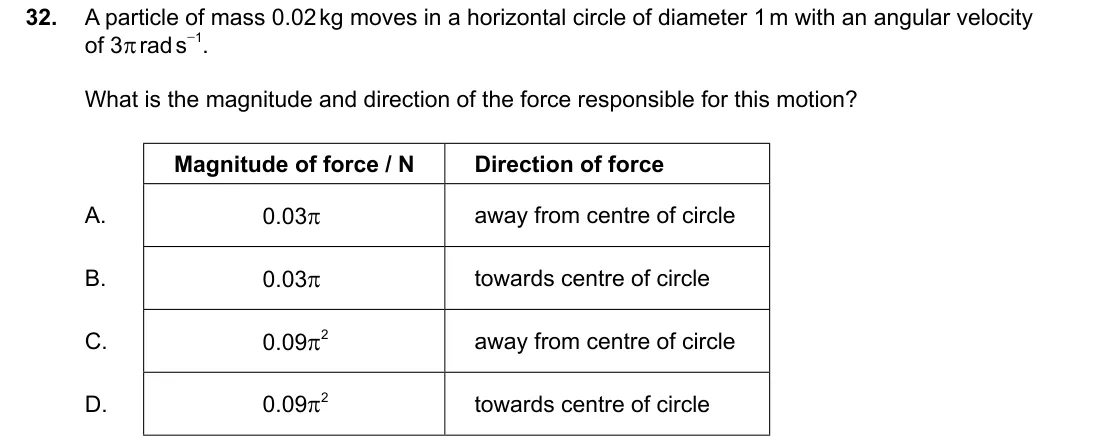 32. A particle of mass 0.02 kg moves in a horizontal circle of diameter 1 m with an angular velocity
of 3π rad s⁻¹.
What is the magnitude and direction of the force responsible for this motion?
Magnitude of force / N Direction of force
A. 0.03π away from centre of circle
B. 0.03π towards centre of circle
C. 0.09π² away from centre of circle
D. 0.09π² towards centre of circle